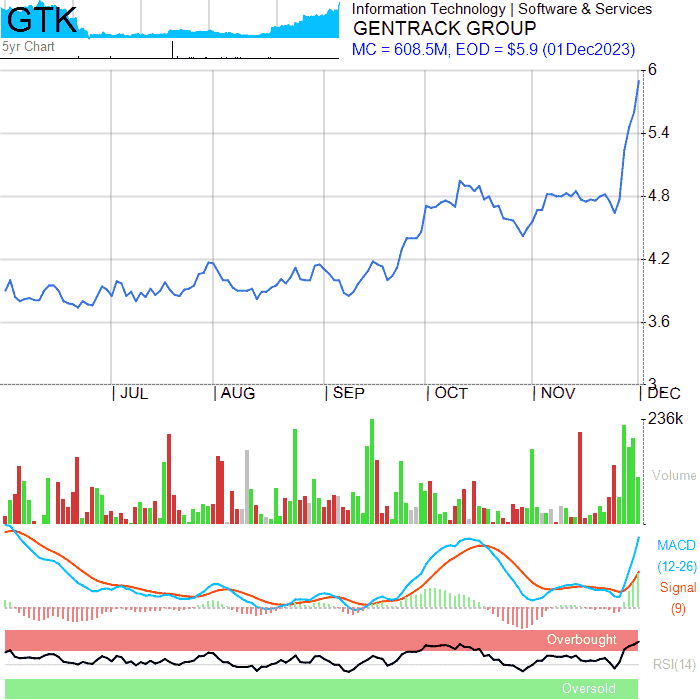 GTK
5yr Chart
Information Technology | Software & Services
GENTRACK GROUP
MC = 608.5M, EOD = $5.9 (01Dec2023)
6
5.4
4.8
4.2
3.6
3
| JUL | AUG | SEP | OCT | NOV | DEC
236k
Volume
MACD
(12-26)
Signal
(9)
Overbought
RSI(14)
Oversold